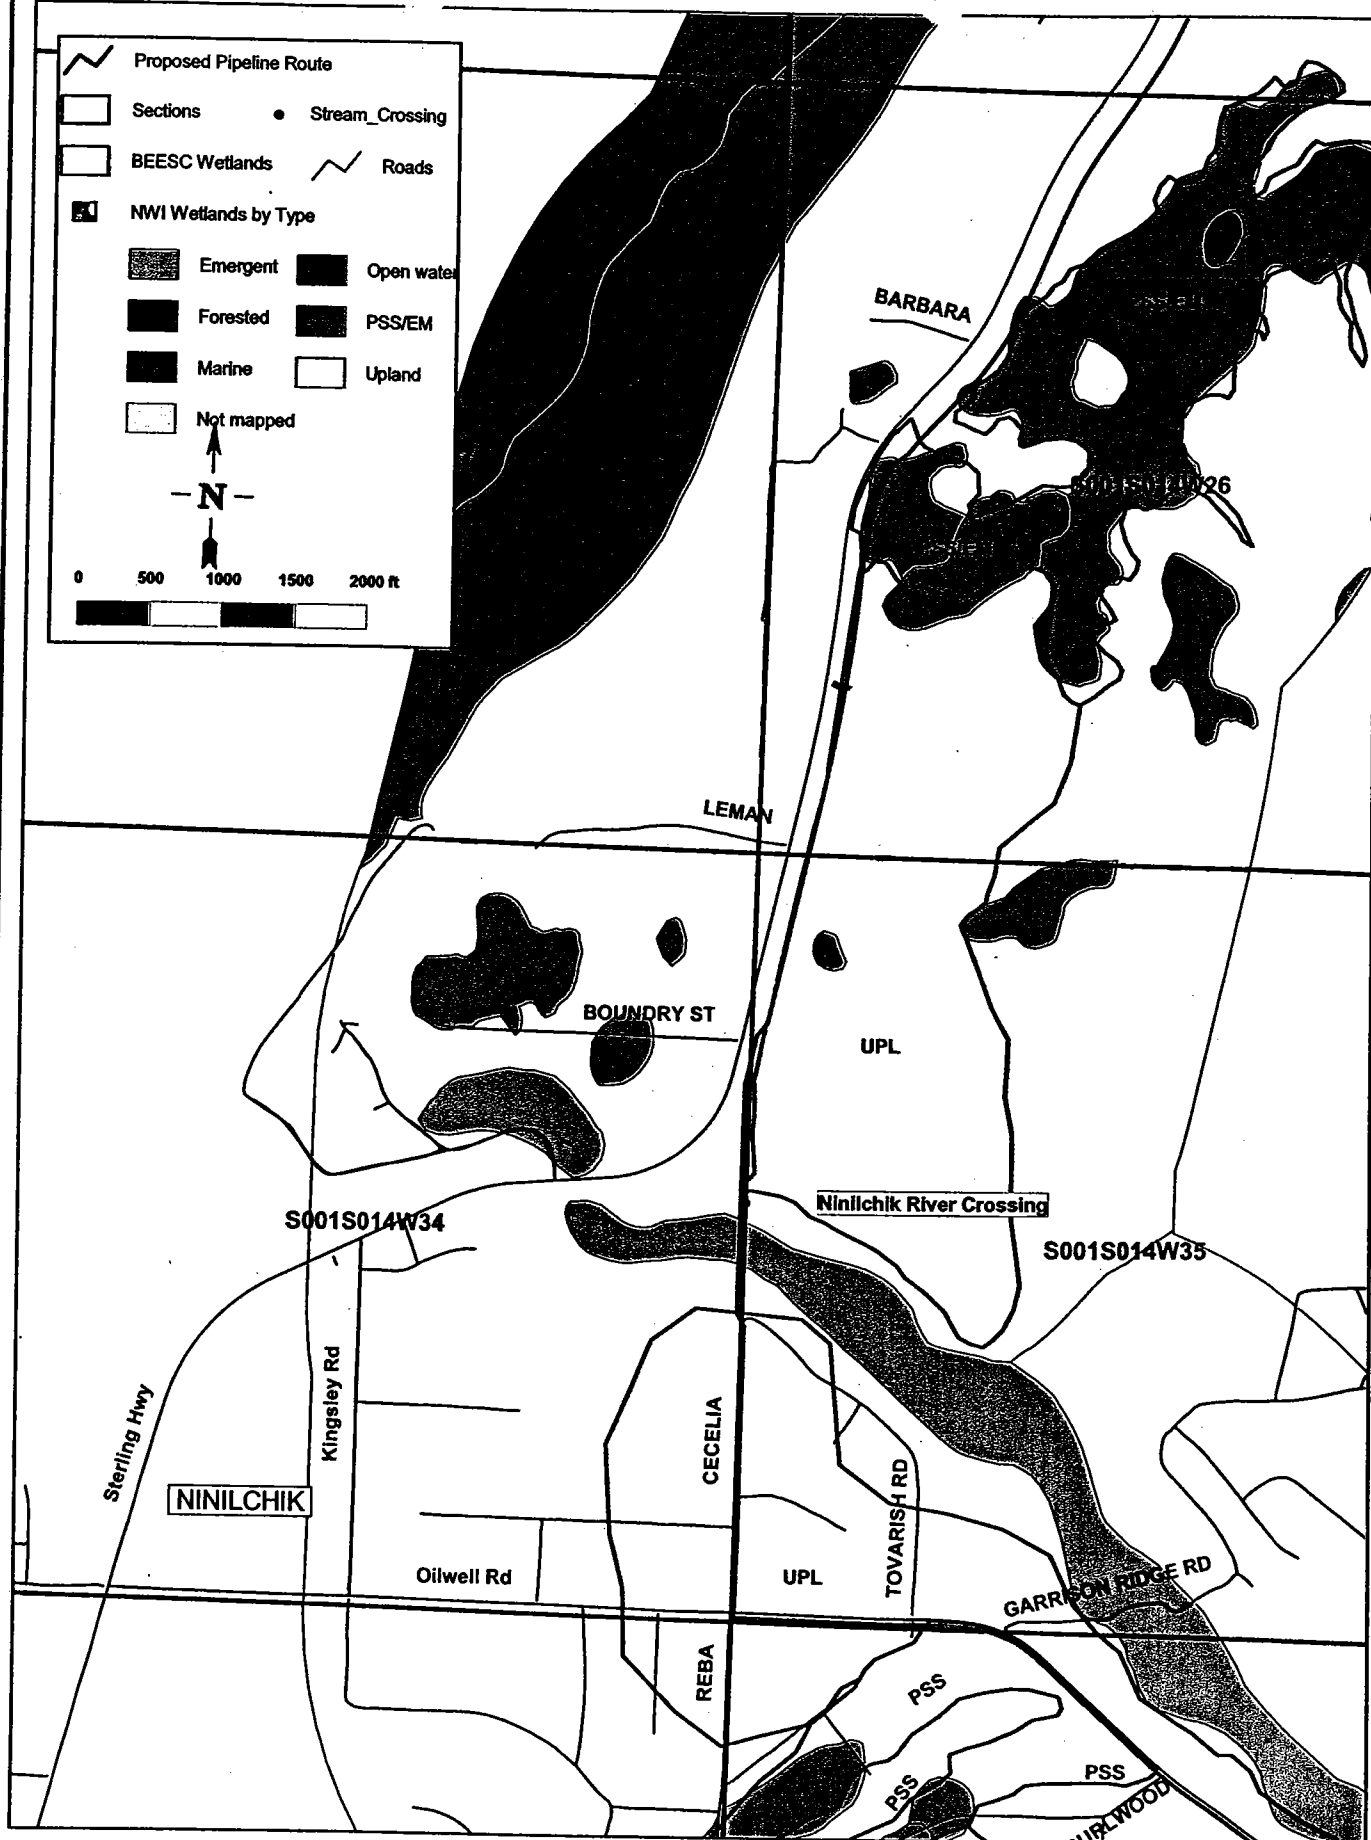 Proposed Pipeline Route
Sections
Stream_Crossing
BEESC Wetlands
Roads
NWI Wetlands by Type
Emergent
Open water
Forested
PSS/EM
Marine
Upland
Not mapped
N
0 500 1000 1500 2000 ft
BARBARA
LEMAN
BOUNDRY ST
UPL
Ninilchik River Crossing
S001S014W34
S001S014W35
Kingsley Rd
Sterling Hwy
CECELIA
NINILCHIK
TOVARISH RD
Oilwell Rd
UPL
GARRISON RIDGE RD
REBA
PSS
PSS
PSS